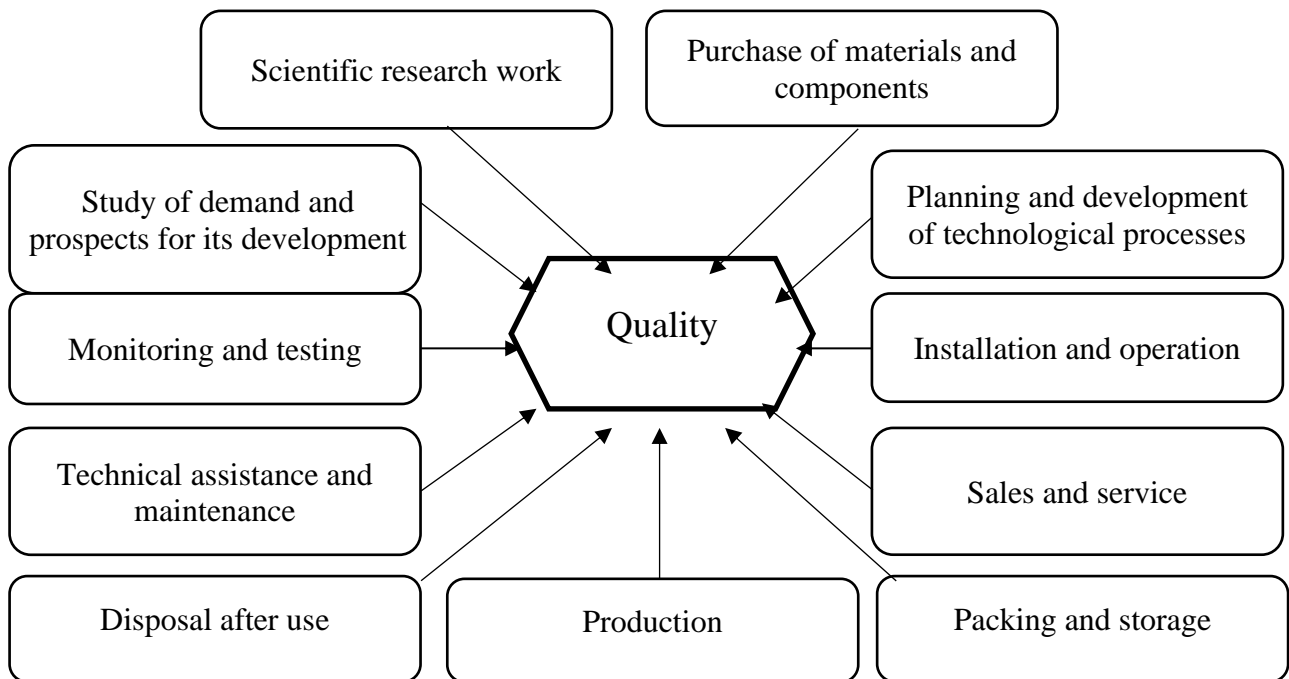 Scientific research work
Purchase of materials and
components
Study of demand and
prospects for its development
Planning and development
of technological processes
Quality
Monitoring and testing
Installation and operation
Technical assistance and
maintenance
Sales and service
Disposal after use
Production
Packing and storage